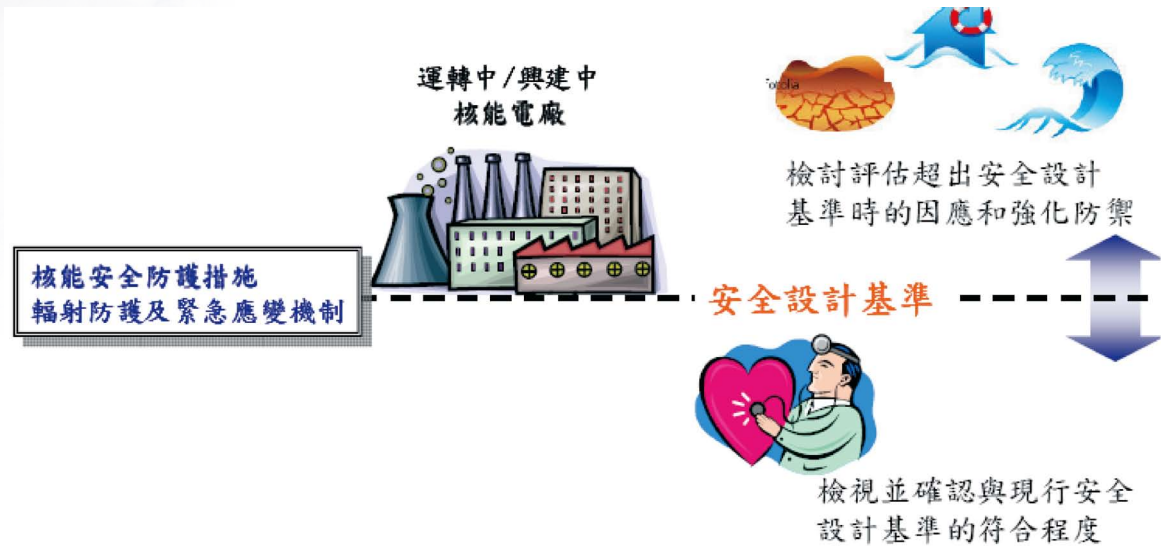 運轉中/興建中
核能電廠
fotolia
檢討評估超出安全設計
基準時的因應和強化防禦
核能安全防護措施
輻射防護及緊急應變機制
安全設計基準
檢視並確認與現行安全
設計基準的符合程度